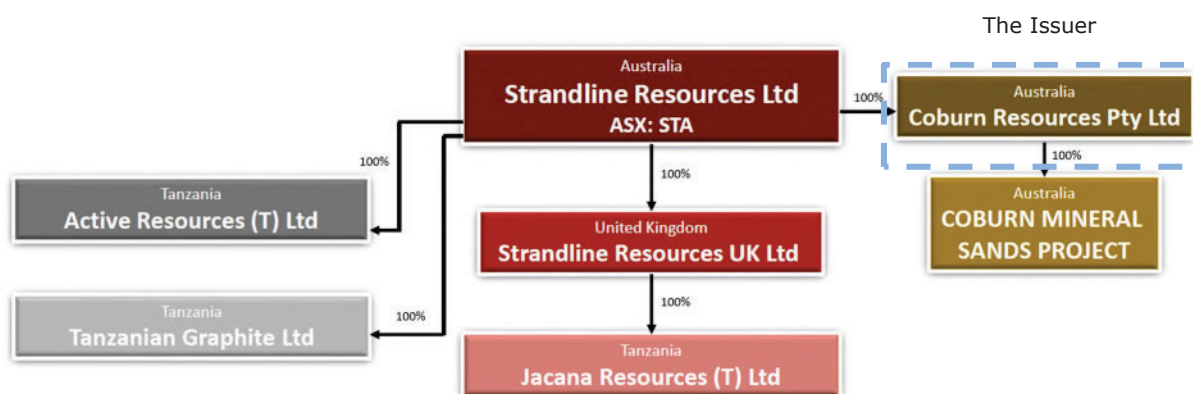 The Issuer
Australia
Strandline Resources Ltd
ASX: STA
100%
Australia
Coburn Resources Pty Ltd
100%
100%
100%
Tanzania
Active Resources (T) Ltd
Australia
COBURN MINERAL
SANDS PROJECT
United Kingdom
Strandline Resources UK Ltd
100%
100%
Tanzania
Tanzanian Graphite Ltd
Tanzania
Jacana Resources (T) Ltd